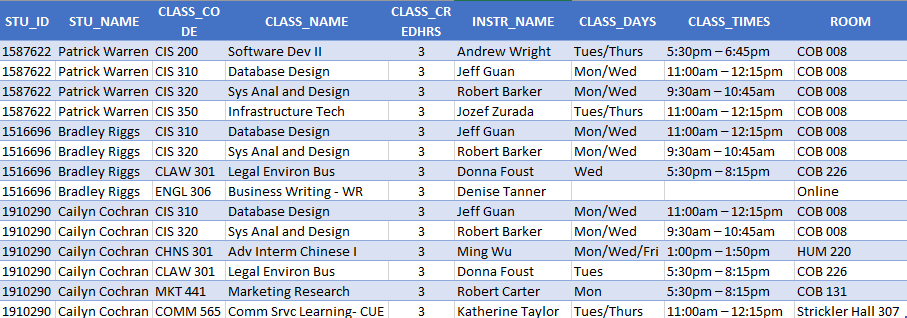 STU_ID STU_NAME CLASS_CO DE CLASS_NAME CLASS_CR EDHRS INSTR_NAME CLASS_DAYS CLASS_TIMES ROOM
1587622 Patrick Warren CIS 200 Software Dev II 3 Andrew Wright Tues/Thurs 5:30pm – 6:45pm COB 008
1587622 Patrick Warren CIS 310 Database Design 3 Jeff Guan Mon/Wed 11:00am – 12:15pm COB 008
1587622 Patrick Warren CIS 320 Sys Anal and Design 3 Robert Barker Mon/Wed 9:30am – 10:45am COB 008
1587622 Patrick Warren CIS 350 Infrastructure Tech 3 Jozef Zurada Tues/Thurs 11:00am – 12:15pm COB 008
1516696 Bradley Riggs CIS 310 Database Design 3 Jeff Guan Mon/Wed 11:00am – 12:15pm COB 008
1516696 Bradley Riggs CIS 320 Sys Anal and Design 3 Robert Barker Mon/Wed 9:30am – 10:45am COB 008
1516696 Bradley Riggs CLAW 301 Legal Environ Bus 3 Donna Foust Wed 5:30pm – 8:15pm COB 226
1516696 Bradley Riggs ENGL 306 Business Writing - WR 3 Denise Tanner Online
1910290 Cailyn Cochran CIS 310 Database Design 3 Jeff Guan Mon/Wed 11:00am – 12:15pm COB 008
1910290 Cailyn Cochran CIS 320 Sys Anal and Design 3 Robert Barker Mon/Wed 9:30am – 10:45am COB 008
1910290 Cailyn Cochran CHNS 301 Adv Interm Chinese I 3 Ming Wu Mon/Wed/Fri 1:00pm – 1:50pm HUM 220
1910290 Cailyn Cochran CLAW 301 Legal Environ Bus 3 Donna Foust Tues 5:30pm – 8:15pm COB 226
1910290 Cailyn Cochran MKT 441 Marketing Research 3 Robert Carter Mon 5:30pm – 8:15pm COB 131
1910290 Cailyn Cochran COMM 565 Comm Srvc Learning- CUE 3 Katherine Taylor Tues/Thurs 11:00am – 12:15pm Strickler Hall 307